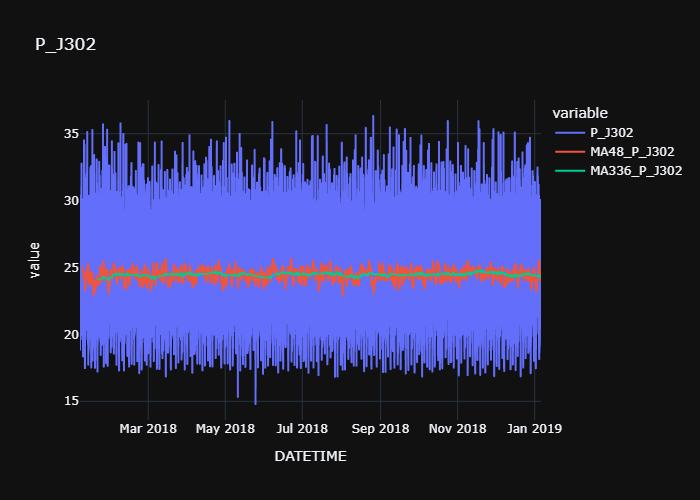 P_J302
variable
P_J302
MA48_P_J302
MA336_P_J302
value
35
30
25
20
15
Mar 2018
May 2018
Jul 2018
Sep 2018
Nov 2018
Jan 2019
DATETIME